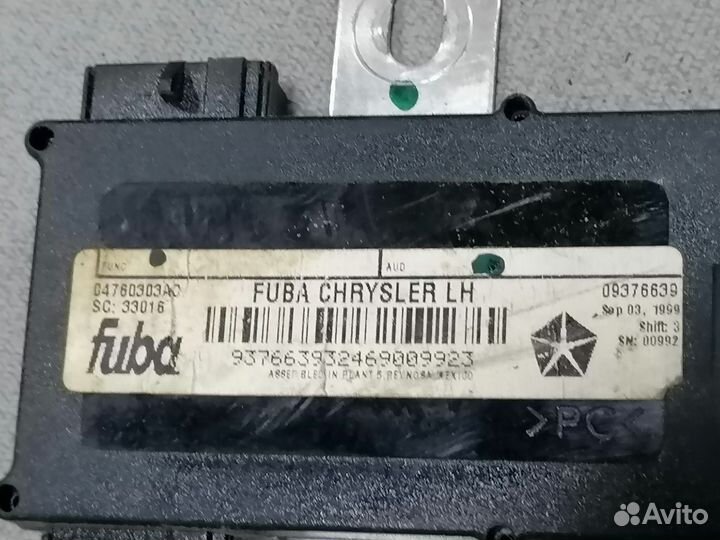 FUNC
AUD
04760303AC
FUBA CHRYSLER LH
09376639
SC: 33016
Sep 03, 1999
Shift: 3
SN: 00992
fuba
937663932469009923
ASSEMBLED IN PLANT 5, REYNOSA, MEXICO
>PC<
Avito